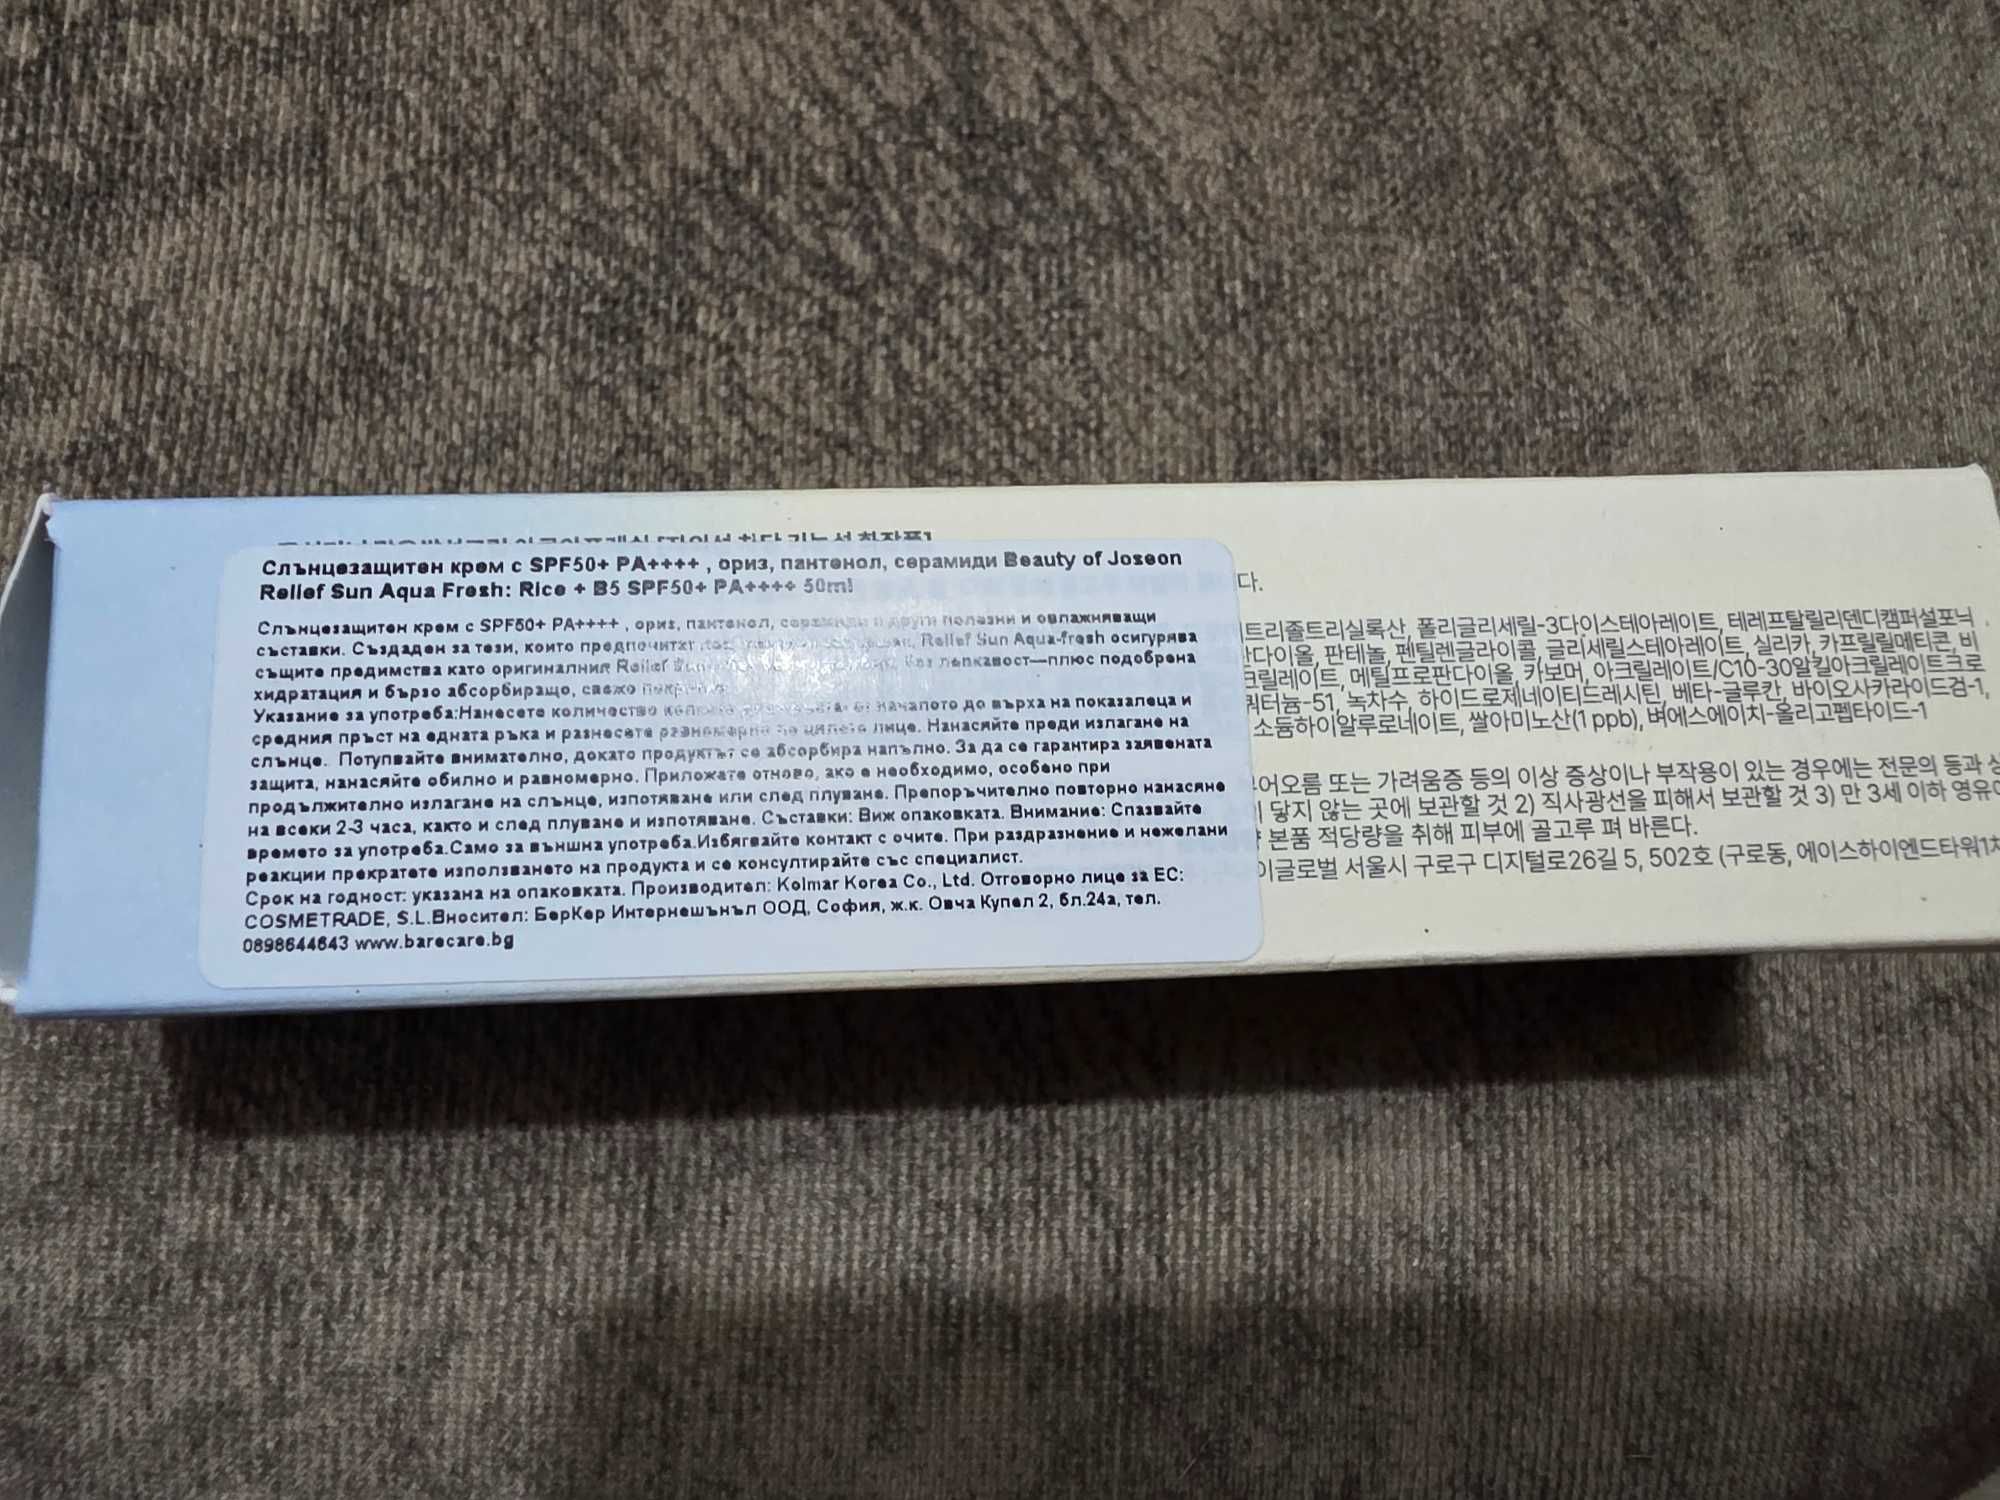 Слънцезащитен крем с SPF50+ PA++++ , ориз, пантенол, серамиди Beauty of Joseon
Relief Sun Aqua Fresh: Rice + B5 SPF50+ PA++++ 50ml
Слънцезащитен крем с SPF50+ PA++++ , ориз, пантенол, серамиди и други полезни и овлажняващи
съставки. Създаден за тези, които предпочитат Relief Sun Aqua-fresh осигурява
същите предимства като оригиналния Relief Sun без лепкавост—плюс подобрена
хидратация и бързо абсорбиращо, свежо покритие.
Указание за употреба:Нанесете количество от началото до върха на показалеца и
средния пръст на едната ръка и разнесете равномерно по цялото лице. Нанасяйте преди излагане на
слънце. Потупвайте внимателно, докато продуктът се абсорбира напълно. За да се гарантира заявената
защита, нанасяйте обилно и равномерно. Приложете отново, ако е необходимо, особено при
продължително излагане на слънце, изпотяване или след плуване. Препоръчително повторно нанасяне
на всеки 2-3 часа, както и след плуване и изпотяване. Съставки: Виж опаковката. Внимание: Спазвайте
времето за употреба.Само за външна употреба.Избягвайте контакт с очите. При раздразнение и нежелани
реакции прекратете използването на продукта и се консултирайте със специалист.
Срок на годност: указана на опаковката. Производител: Kolmar Korea Co., Ltd. Отговорно лице за ЕС:
COSMETRADE, S.L.Вносител: БерКер Интернешънъл ООД, София, ж.к. Овча Купел 2, бл.24а, тел.
0898644643 www.barecare.bg
다.
트리졸트리실록산, 폴리글리세릴-3다이스테아레이트, 테레프탈릴리덴디캠퍼설포닉
판테놀, 펜틸렌글라이콜, 글리세릴스테아레이트, 실리카, 카프릴릴메티콘, 비
크릴레이트, 메틸프로판다이올, 카보머, 아크릴레이트/C10-30알킬아크릴레이트크로
쿼터늄-51, 녹차수, 하이드로제네이티드레시틴, 베타-글루칸, 바이오사카라이드검-1,
소듐하이알루로네이트, 쌀아미노산(1 ppb), 벼에스에이치-올리고펩타이드-1
부어오름 또는 가려움증 등의 이상 증상이나 부작용이 있는 경우에는 전문의 등과 상
닿지 않는 곳에 보관할 것 2) 직사광선을 피해서 보관할 것 3) 만 3세 이하 영유아
본품 적당량을 취해 피부에 골고루 펴 바른다.
이글로벌 서울시 구로구 디지털로26길 5, 502호 (구로동, 에이스하이엔드타워1차